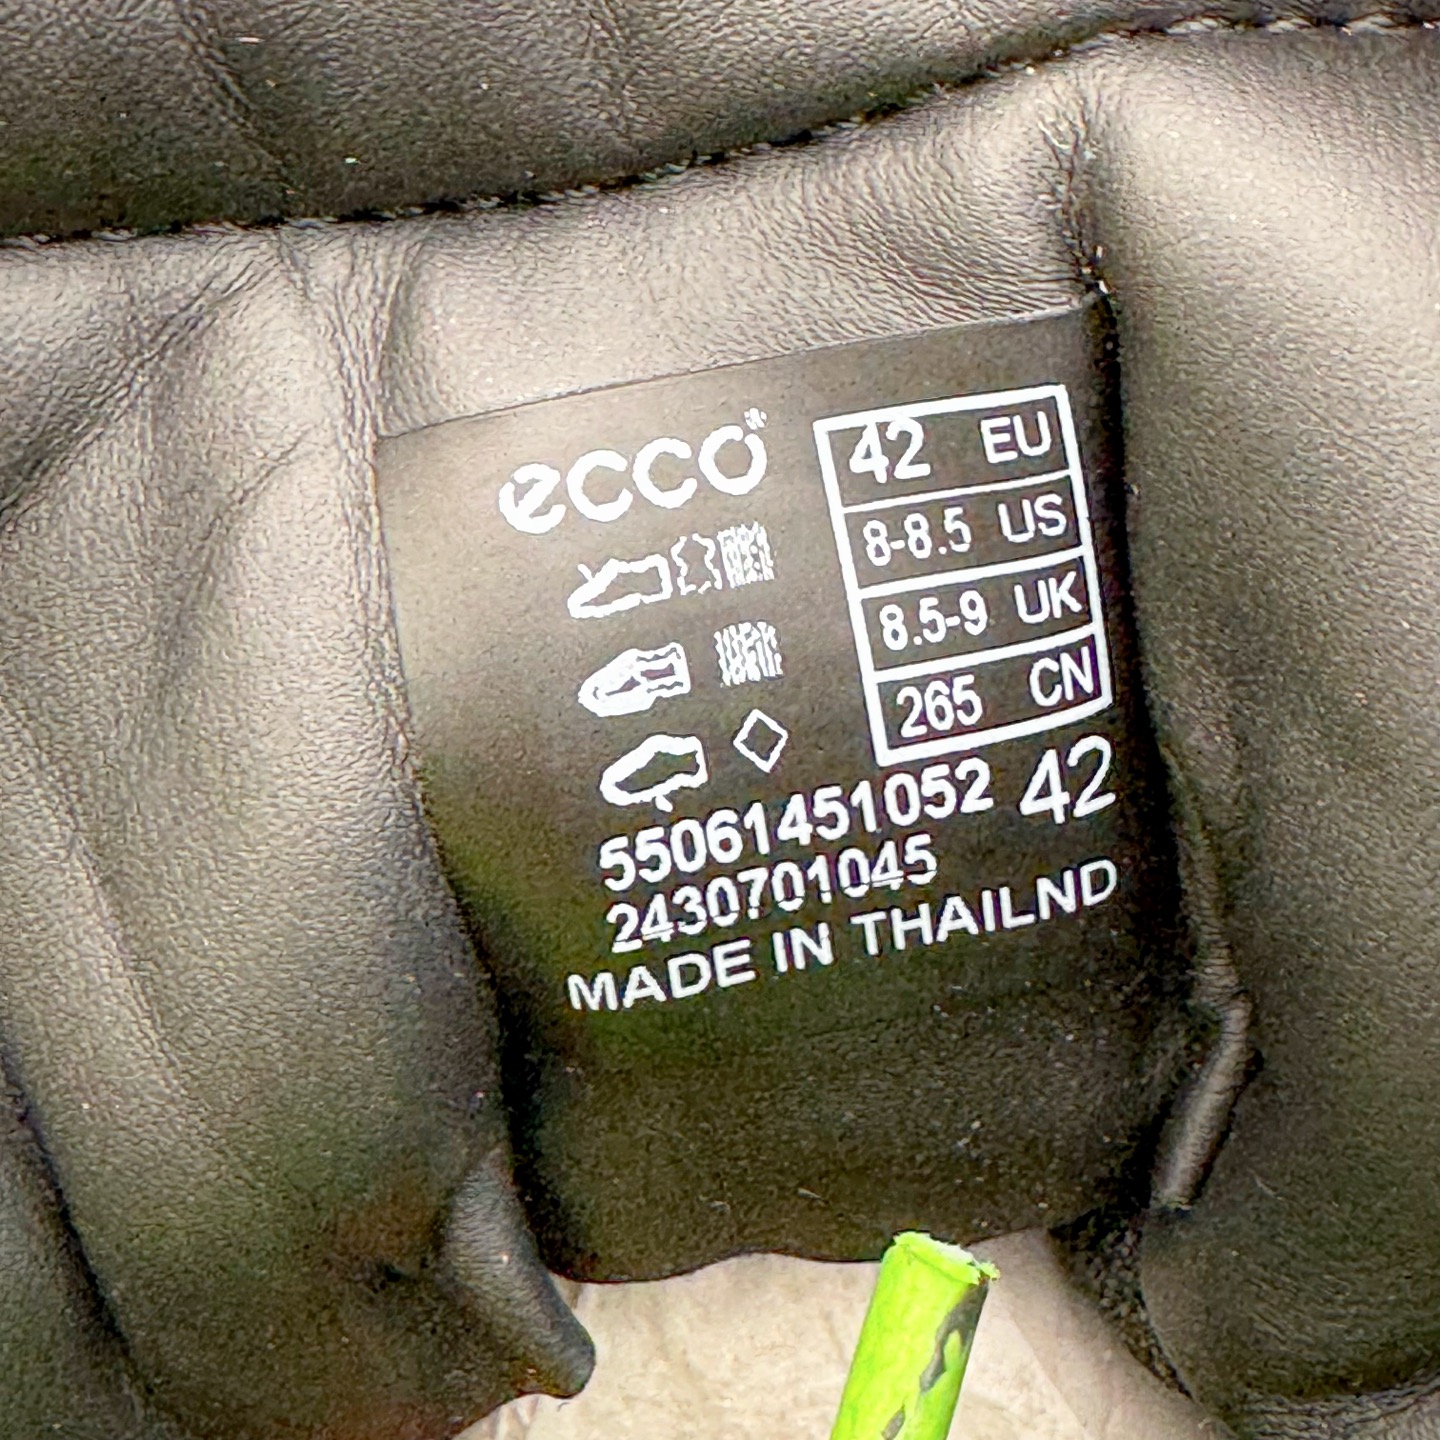 ecco
42 EU
8-8.5 US
8.5-9 UK
265 CN
55061451052 42
2430701045
MADE IN THAILND